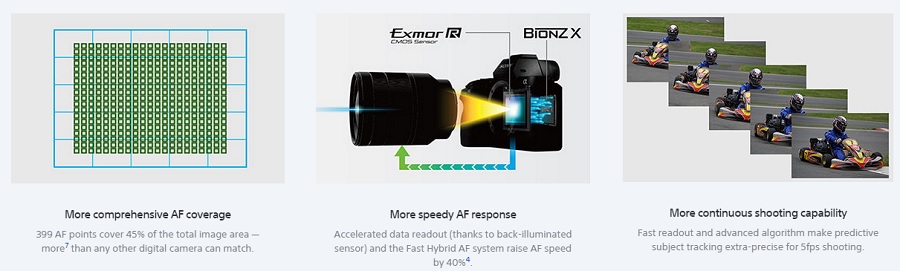 Exmor R
CMOS Sensor
BIONZ X
SONY
α
More comprehensive AF coverage
399 AF points cover 45% of the total image area —
more7 than any other digital camera can match.
More speedy AF response
Accelerated data readout (thanks to back-illuminated
sensor) and the Fast Hybrid AF system raise AF speed
by 40%4.
More continuous shooting capability
Fast readout and advanced algorithm make predictive
subject tracking extra-precise for 5fps shooting.